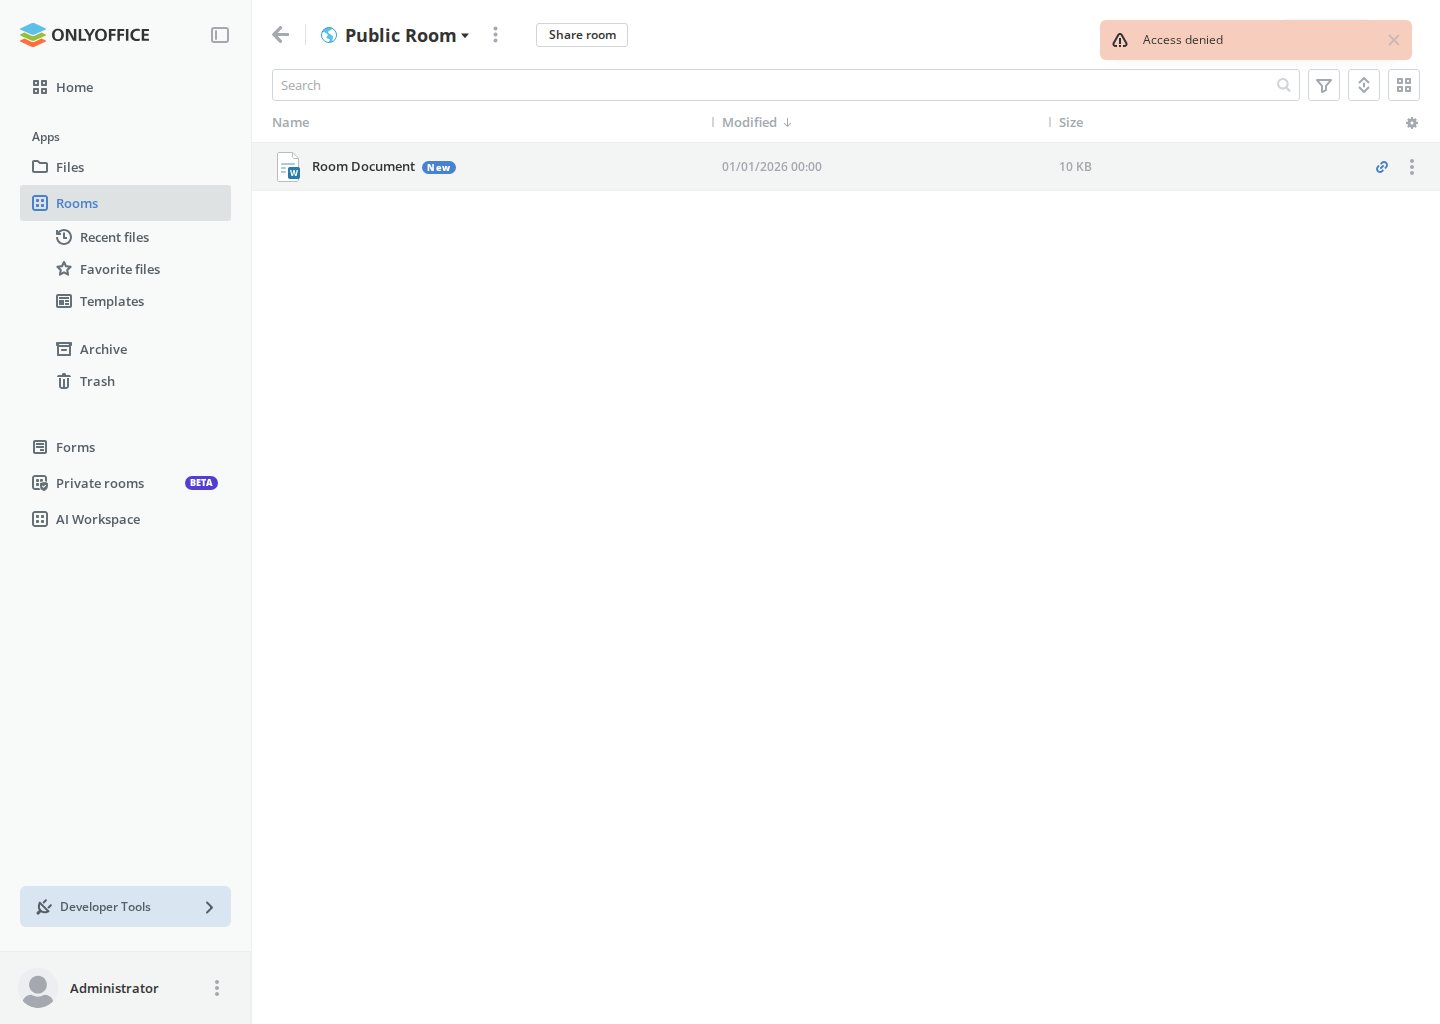 ONLYOFFICE
Home
Apps
Files
Rooms
Recent files
Favorite files
Templates
Archive
Trash
Forms
Private rooms BETA
AI Workspace
Developer Tools
Administrator
Public Room
Share room
Access denied
Search
Name Modified Size
Room Document New 01/01/2026 00:00 10 KB
W